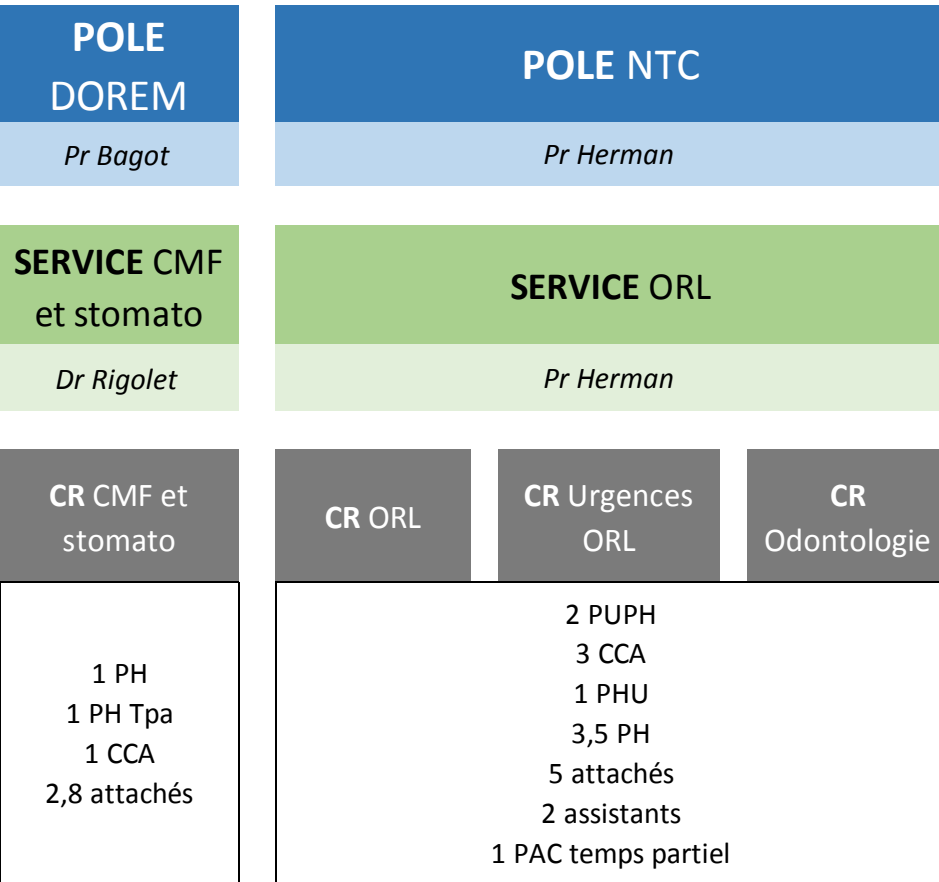 POLE
DOREM
Pr Bagot
POLE NTC
Pr Herman
SERVICE CMF
et stomato
Dr Rigolet
SERVICE ORL
Pr Herman
CR CMF et
stomato
CR ORL
CR Urgences
ORL
CR
Odontologie
1 PH
1 PH Tpa
1 CCA
2,8 attachés
2 PUPH
3 CCA
1 PHU
3,5 PH
5 attachés
2 assistants
1 PAC temps partiel